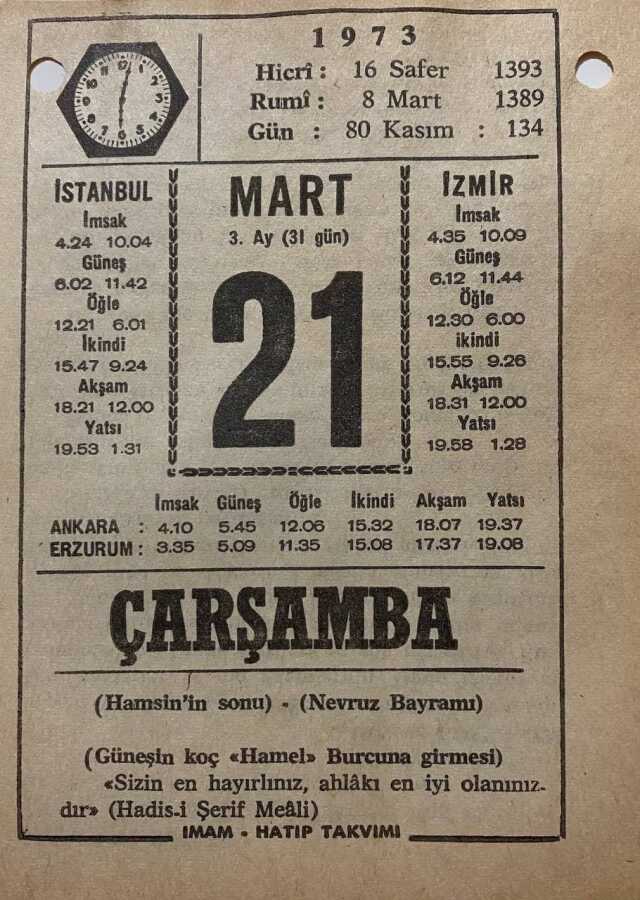 1973
Hicrî : 16 Safer 1393
Rumî : 8 Mart 1389
Gün : 80 Kasım : 134
İSTANBUL
İmsak
4.24 10.04
Güneş
6.02 11.42
Öğle
12.21 6.01
İkindi
15.47 9.24
Akşam
18.21 12.00
Yatsı
19.53 1.31
MART
3. Ay (31 gün)
21
İZMİR
İmsak
4.35 10.09
Güneş
6.12 11.44
Öğle
12.30 6.00
ikindi
15.55 9.26
Akşam
18.31 12.00
Yatsı
19.58 1.28
İmsak Güneş Öğle İkindi Akşam Yatsı
ANKARA : 4.10 5.45 12.06 15.32 18.07 19.37
ERZURUM : 3.35 5.09 11.35 15.08 17.37 19.08
ÇARŞAMBA
(Hamsin'in sonu) - (Nevruz Bayramı)
(Güneşin koç «Hamel» Burcuna girmesi)
«Sizin en hayırlınız, ahlâkı en iyi olanınız-
dır» (Hadis-i Şerif Meâli)
IMAM - HATIP TAKVIMI